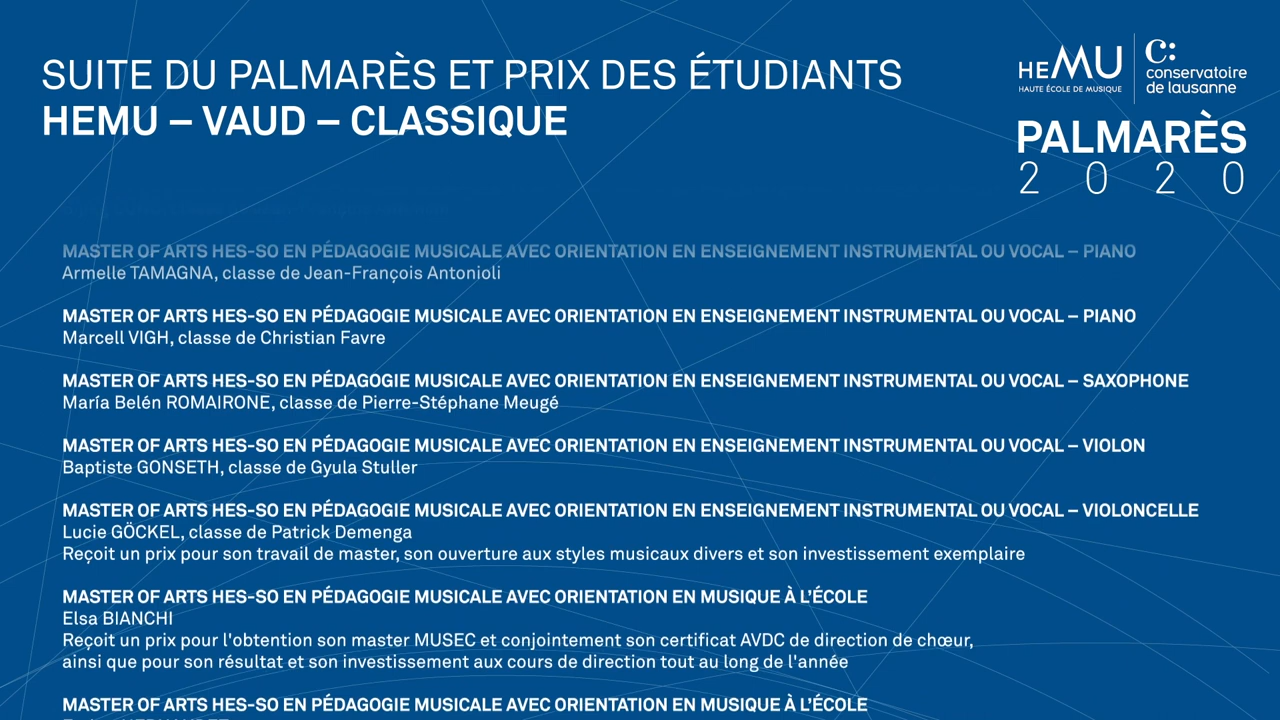 SUITE DU PALMARÈS ET PRIX DES ÉTUDIANTS
HEMU – VAUD – CLASSIQUE
HEMU
HAUTE ÉCOLE DE MUSIQUE
c:
conservatoire
de lausanne
PALMARÈS
2020
MASTER OF ARTS HES-SO EN PÉDAGOGIE MUSICALE AVEC ORIENTATION EN ENSEIGNEMENT INSTRUMENTAL OU VOCAL – PIANO
Armelle TAMAGNA, classe de Jean-François Antonioli
MASTER OF ARTS HES-SO EN PÉDAGOGIE MUSICALE AVEC ORIENTATION EN ENSEIGNEMENT INSTRUMENTAL OU VOCAL – PIANO
Marcell VIGH, classe de Christian Favre
MASTER OF ARTS HES-SO EN PÉDAGOGIE MUSICALE AVEC ORIENTATION EN ENSEIGNEMENT INSTRUMENTAL OU VOCAL – SAXOPHONE
María Belén ROMAIRONE, classe de Pierre-Stéphane Meugé
MASTER OF ARTS HES-SO EN PÉDAGOGIE MUSICALE AVEC ORIENTATION EN ENSEIGNEMENT INSTRUMENTAL OU VOCAL – VIOLON
Baptiste GONSETH, classe de Gyula Stuller
MASTER OF ARTS HES-SO EN PÉDAGOGIE MUSICALE AVEC ORIENTATION EN ENSEIGNEMENT INSTRUMENTAL OU VOCAL – VIOLONCELLE
Lucie GÖCKEL, classe de Patrick Demenga
Reçoit un prix pour son travail de master, son ouverture aux styles musicaux divers et son investissement exemplaire
MASTER OF ARTS HES-SO EN PÉDAGOGIE MUSICALE AVEC ORIENTATION EN MUSIQUE À L'ÉCOLE
Elsa BIANCHI
Reçoit un prix pour l'obtention son master MUSEC et conjointement son certificat AVDC de direction de chœur,
ainsi que pour son résultat et son investissement aux cours de direction tout au long de l'année
MASTER OF ARTS HES-SO EN PÉDAGOGIE MUSICALE AVEC ORIENTATION EN MUSIQUE À L'ÉCOLE